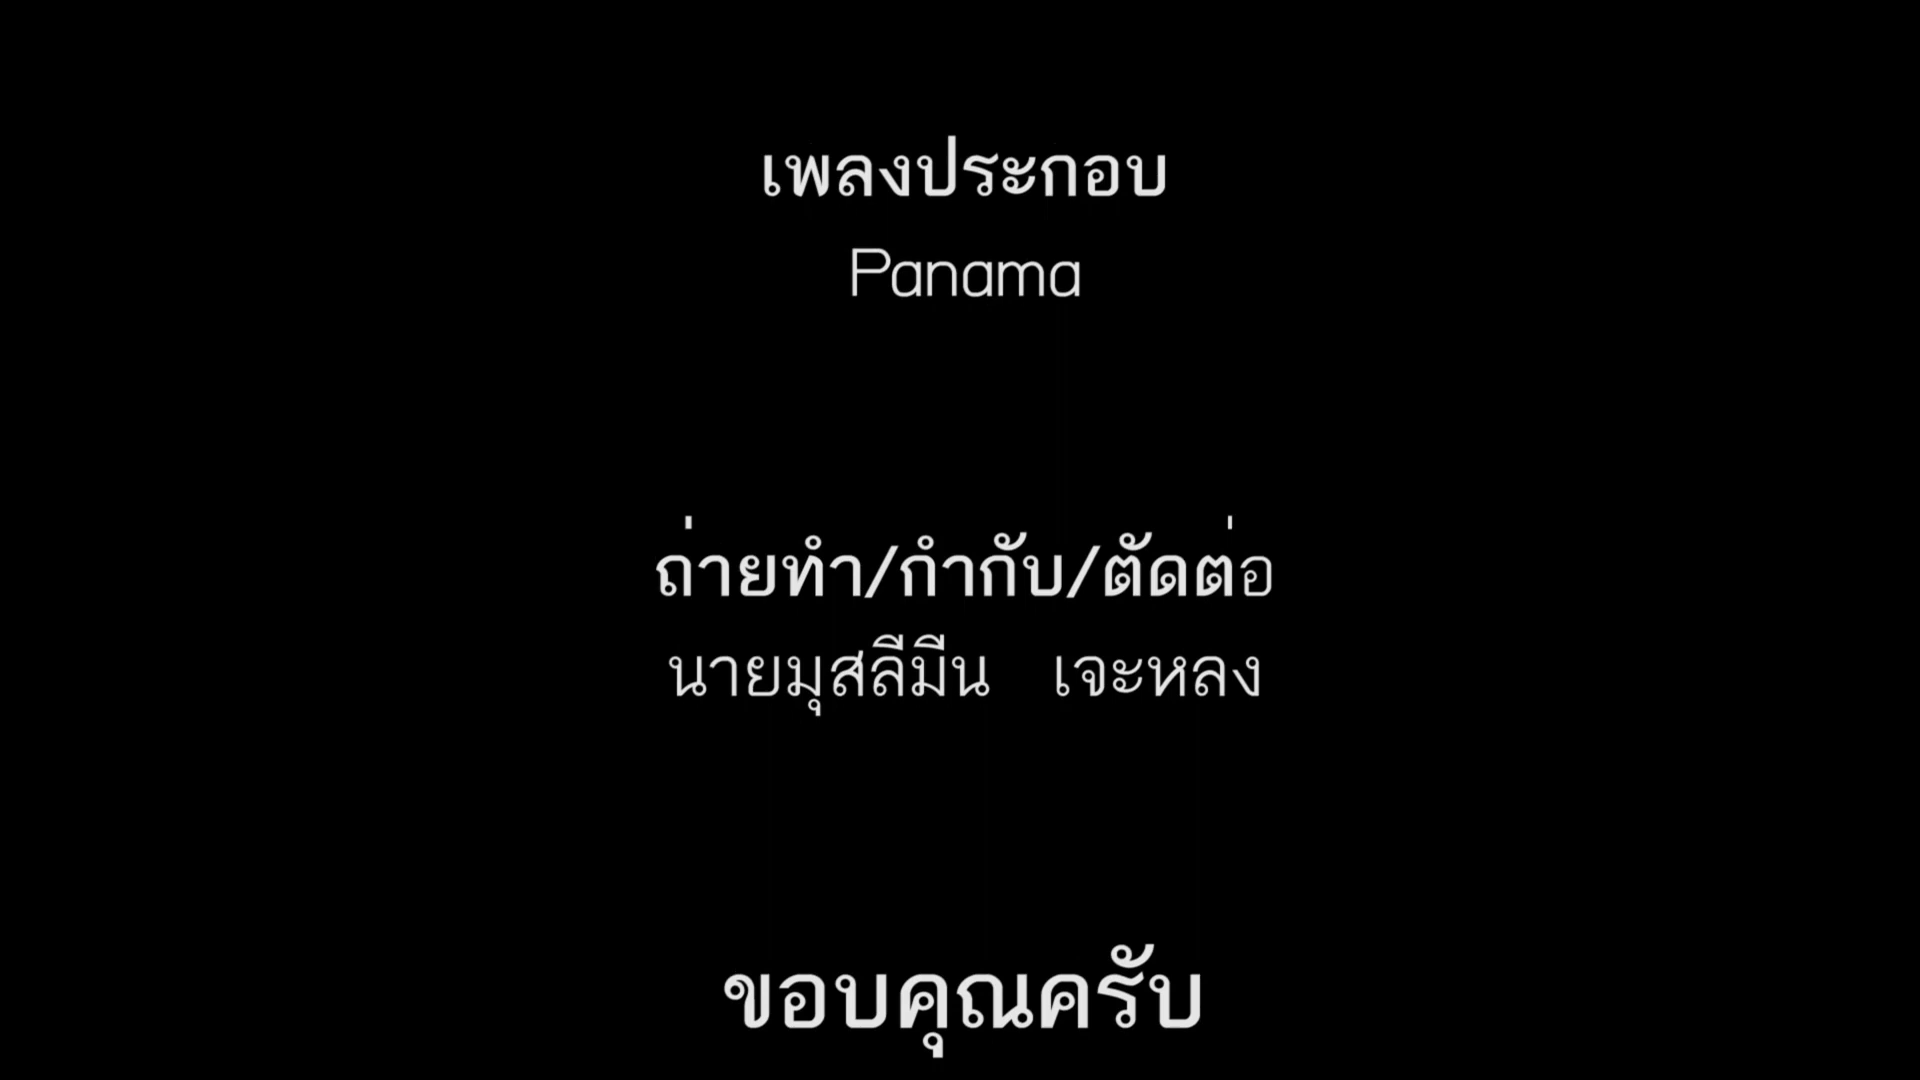 เพลงประกอบ
Panama
ถ่ายทำ/กำกับ/ตัดต่อ
นายมุสลีมีน เจะหลง
ขอบคุณครับ